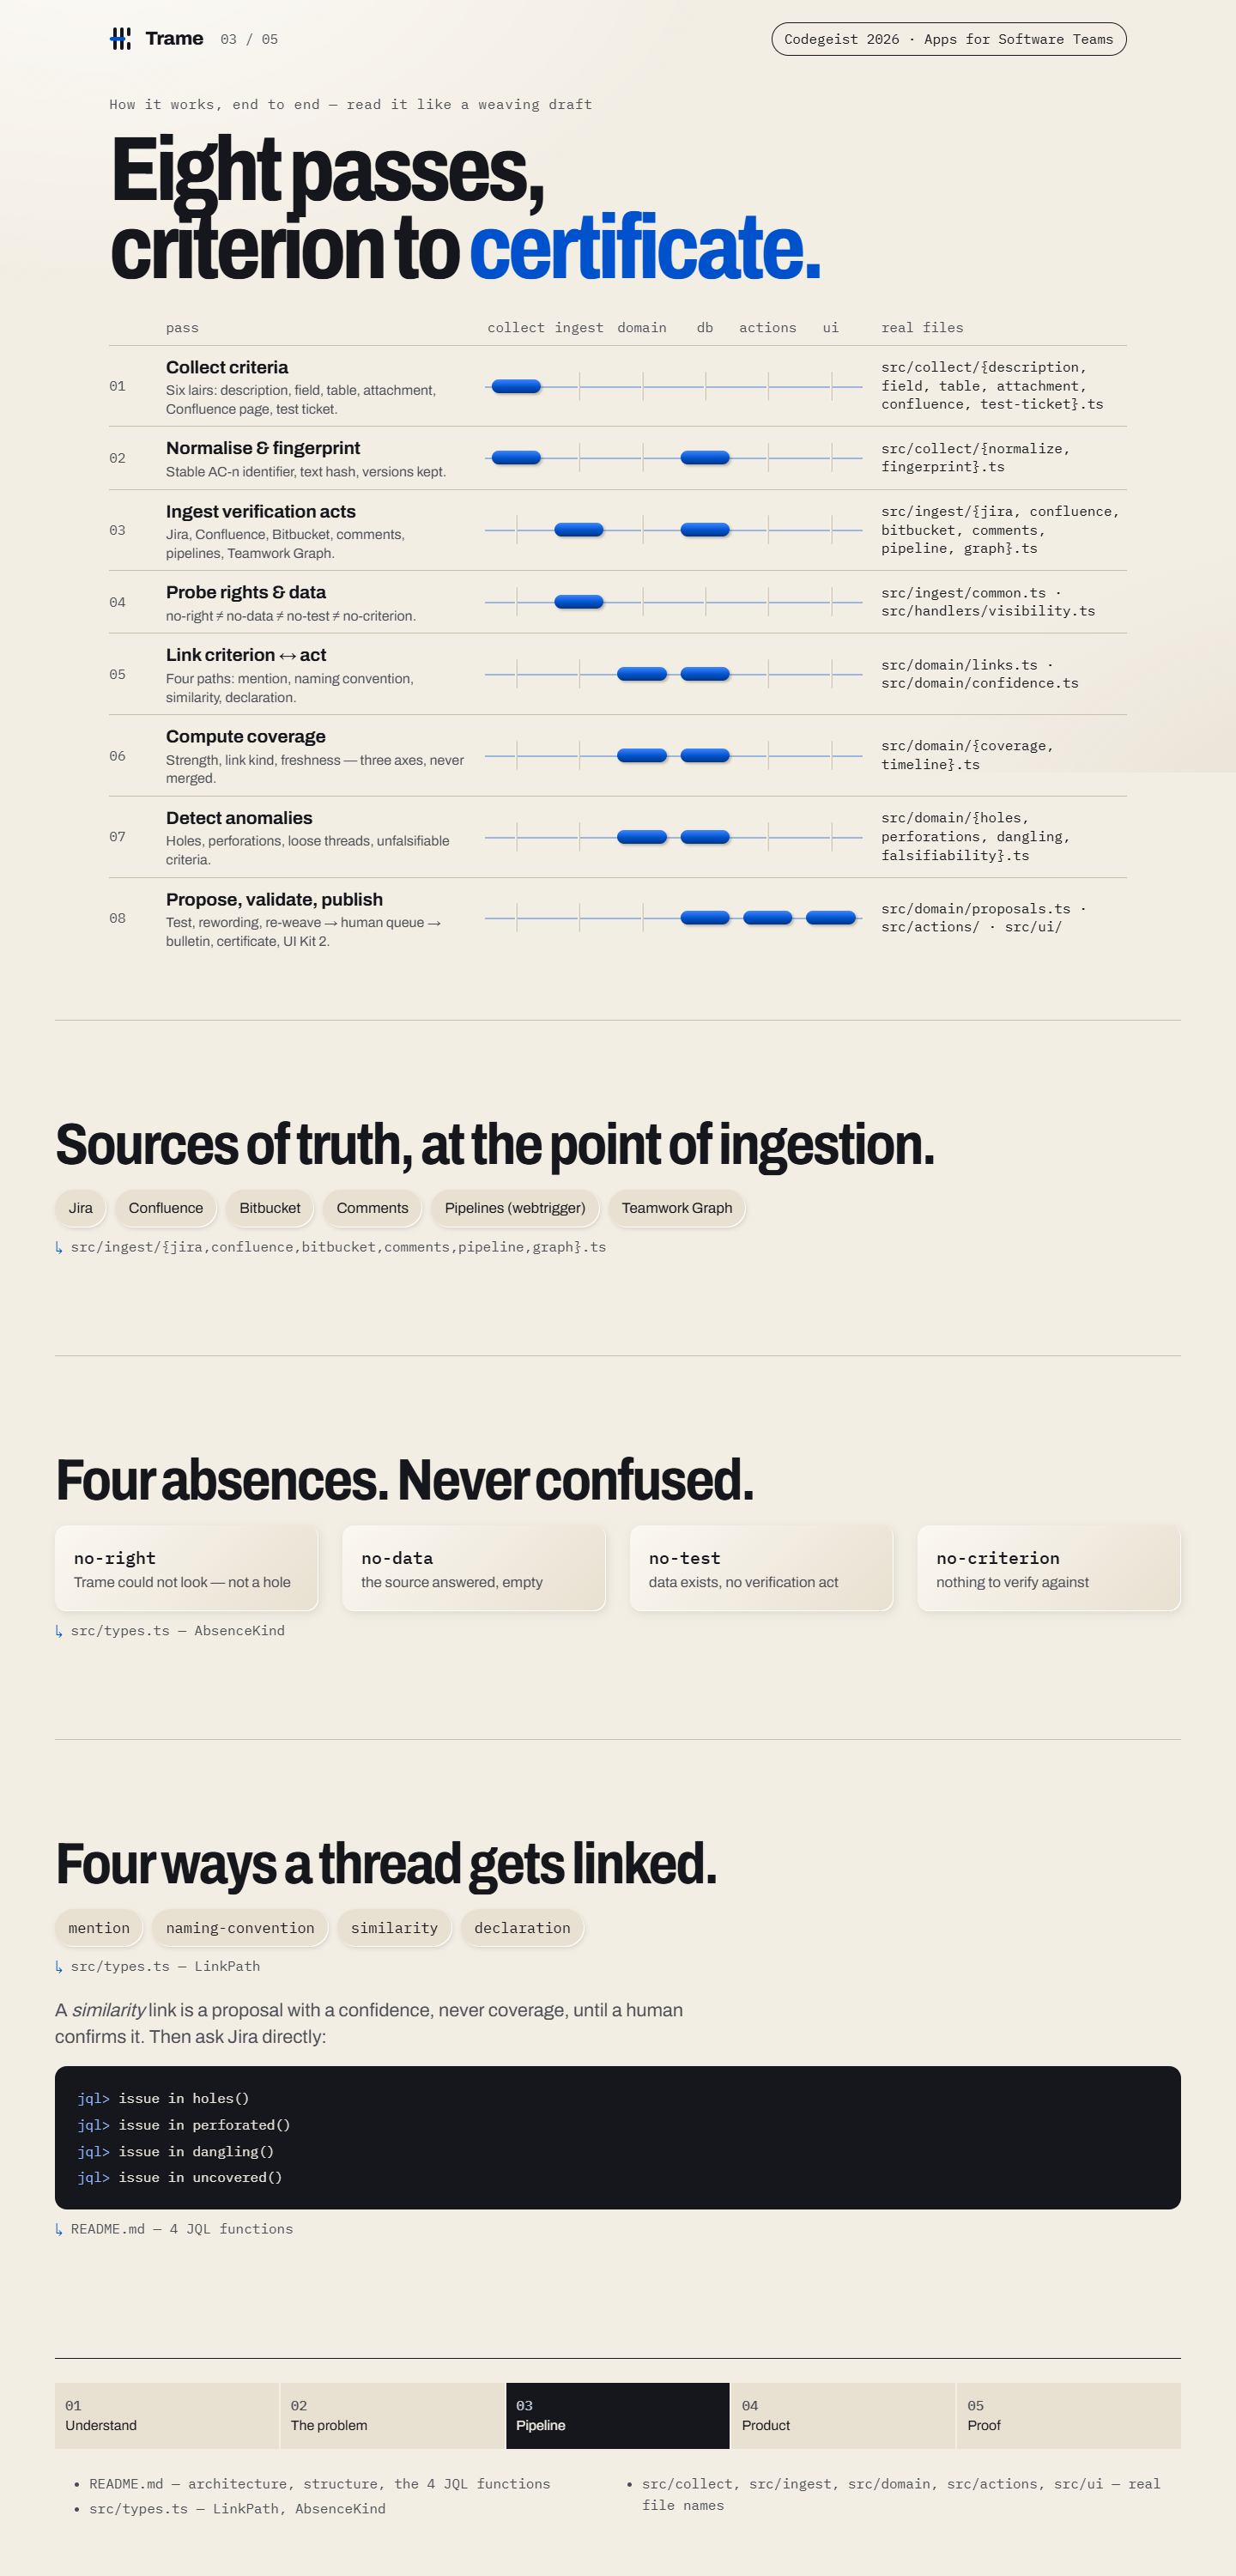 Trame 03 / 05
Codegeist 2026 · Apps for Software Teams
How it works, end to end — read it like a weaving draft
Eight passes,
criterion to certificate.
pass collect ingest domain db actions ui real files
01
Collect criteria
Six lairs: description, field, table, attachment,
Confluence page, test ticket.
src/collect/{description,
field, table, attachment,
confluence, test-ticket}.ts
02
Normalise & fingerprint
Stable AC-n identifier, text hash, versions kept.
src/collect/{normalize,
fingerprint}.ts
03
Ingest verification acts
Jira, Confluence, Bitbucket, comments,
pipelines, Teamwork Graph.
src/ingest/{jira, confluence,
bitbucket, comments,
pipeline, graph}.ts
04
Probe rights & data
no-right ≠ no-data ≠ no-test ≠ no-criterion.
src/ingest/common.ts ·
src/handlers/visibility.ts
05
Link criterion ↔ act
Four paths: mention, naming convention,
similarity, declaration.
src/domain/links.ts ·
src/domain/confidence.ts
06
Compute coverage
Strength, link kind, freshness — three axes, never
merged.
src/domain/{coverage,
timeline}.ts
07
Detect anomalies
Holes, perforations, loose threads, unfalsifiable
criteria.
src/domain/{holes,
perforations, dangling,
falsifiability}.ts
08
Propose, validate, publish
Test, rewording, re-weave → human queue →
bulletin, certificate, UI Kit 2.
src/domain/proposals.ts ·
src/actions/ · src/ui/
Sources of truth, at the point of ingestion.
Jira Confluence Bitbucket Comments Pipelines (webtrigger) Teamwork Graph
↳ src/ingest/{jira,confluence,bitbucket,comments,pipeline,graph}.ts
Four absences. Never confused.
no-right
Trame could not look — not a hole
no-data
the source answered, empty
no-test
data exists, no verification act
no-criterion
nothing to verify against
↳ src/types.ts — AbsenceKind
Four ways a thread gets linked.
mention naming-convention similarity declaration
↳ src/types.ts — LinkPath
A similarity link is a proposal with a confidence, never coverage, until a human
confirms it. Then ask Jira directly:
jql> issue in holes()
jql> issue in perforated()
jql> issue in dangling()
jql> issue in uncovered()
↳ README.md — 4 JQL functions
01
Understand
02
The problem
03
Pipeline
04
Product
05
Proof
• README.md — architecture, structure, the 4 JQL functions
• src/types.ts — LinkPath, AbsenceKind
• src/collect, src/ingest, src/domain, src/actions, src/ui — real
file names